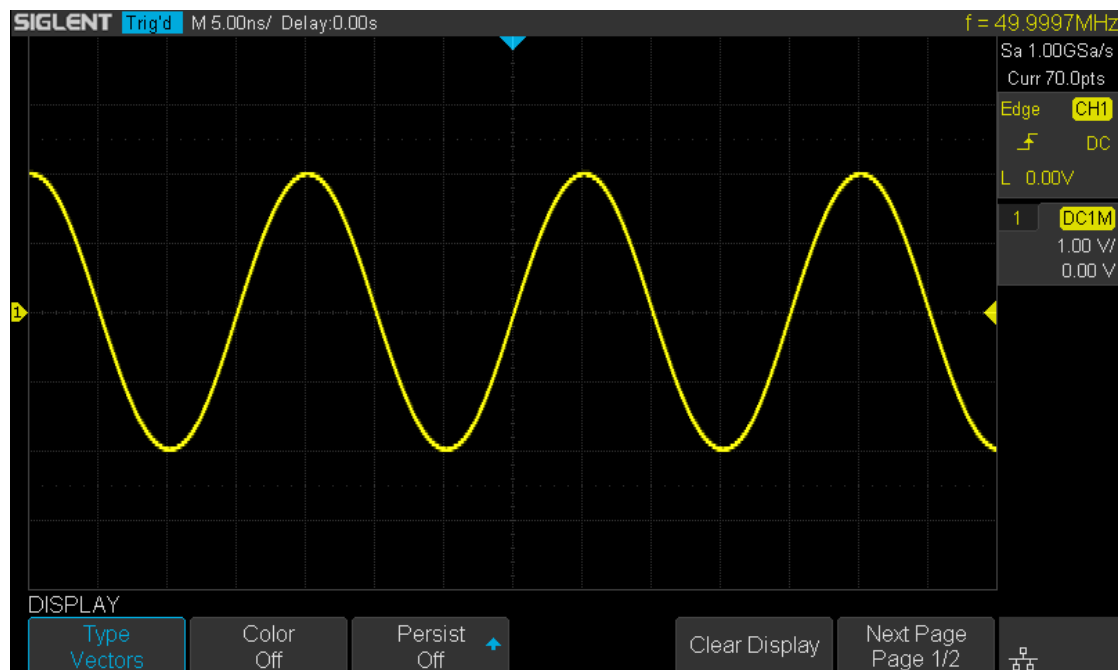 SIGLENT Trig'd M 5.00ns/ Delay:0.00s f = 49.9997MHz
Sa 1.00GSa/s
Curr 70.0pts
Edge CH1
DC
L 0.00V
1 DC1M
1.00 V/
0.00 V
1
DISPLAY
Type
Vectors
Color
Off
Persist
Off
Clear Display
Next Page
Page 1/2